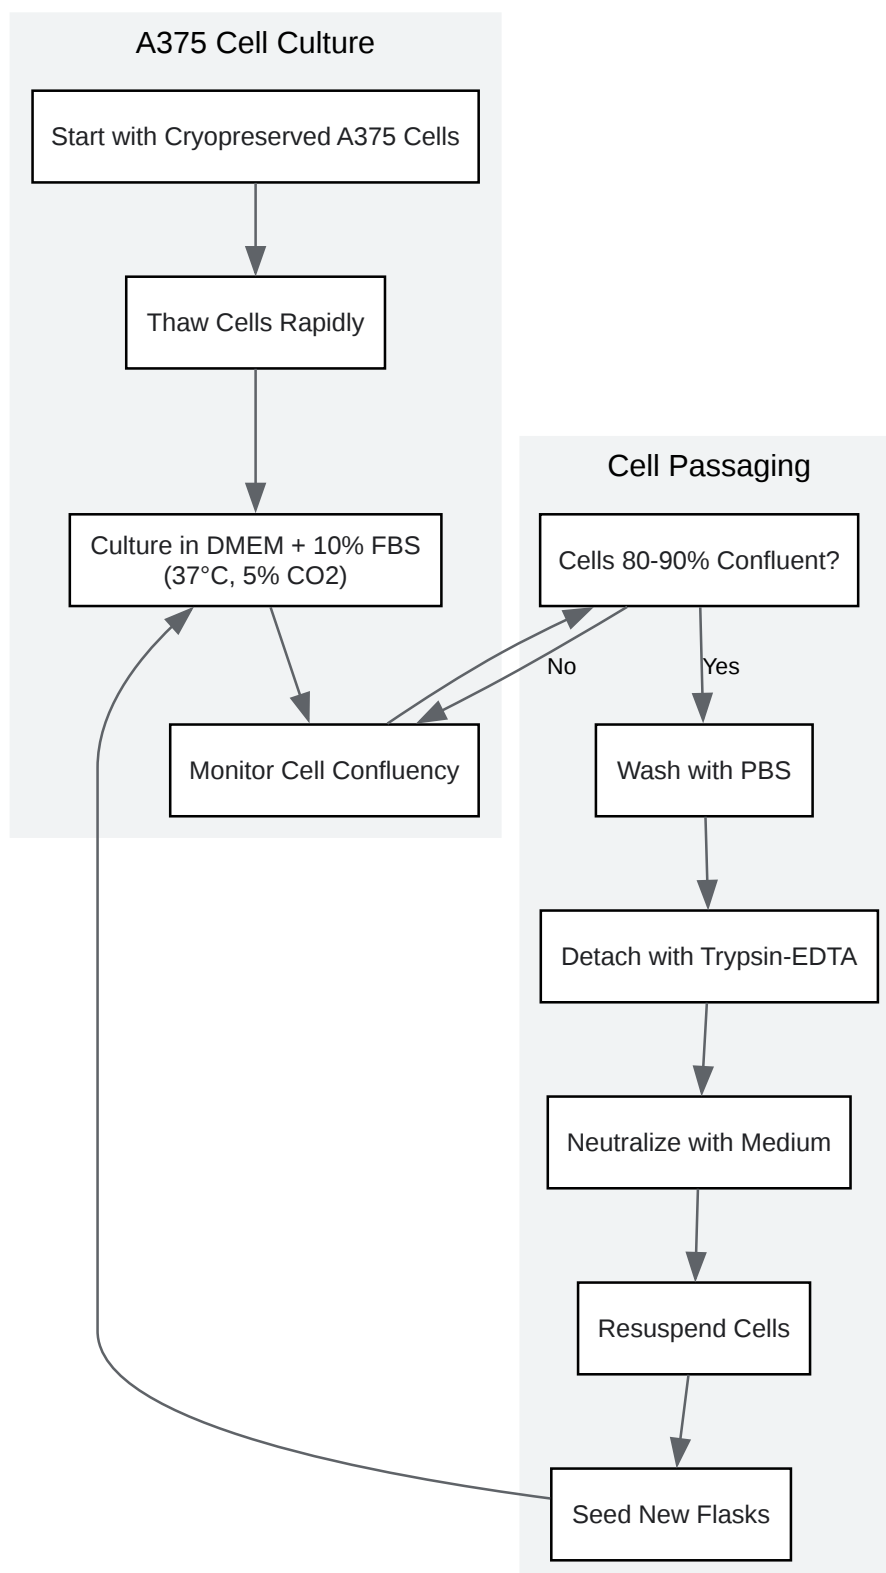 A375 Cell Culture
Start with Cryopreserved A375 Cells
Thaw Cells Rapidly
Culture in DMEM + 10% FBS
(37°C, 5% CO2)
Monitor Cell Confluency
Cell Passaging
Cells 80-90% Confluent?
No
Yes
Wash with PBS
Detach with Trypsin-EDTA
Neutralize with Medium
Resuspend Cells
Seed New Flasks